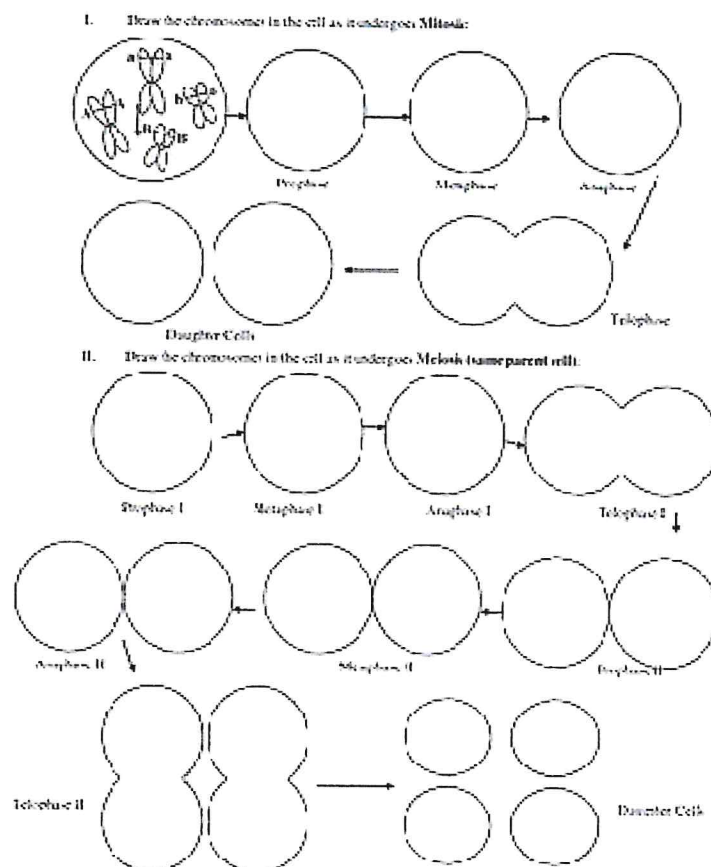 I. Draw the chromosomes in the cell as it undergoes Mitosis:
a a
A A b
B B
Prophase Metaphase Anaphase
Telophase
Daughter Cells
II. Draw the chromosomes in the cell as it undergoes Meiosis (same parent cell):
Prophase I Metaphase I Anaphase I Telophase I
Anaphase II Metaphase II Prophase II
Telophase II Daughter Cells